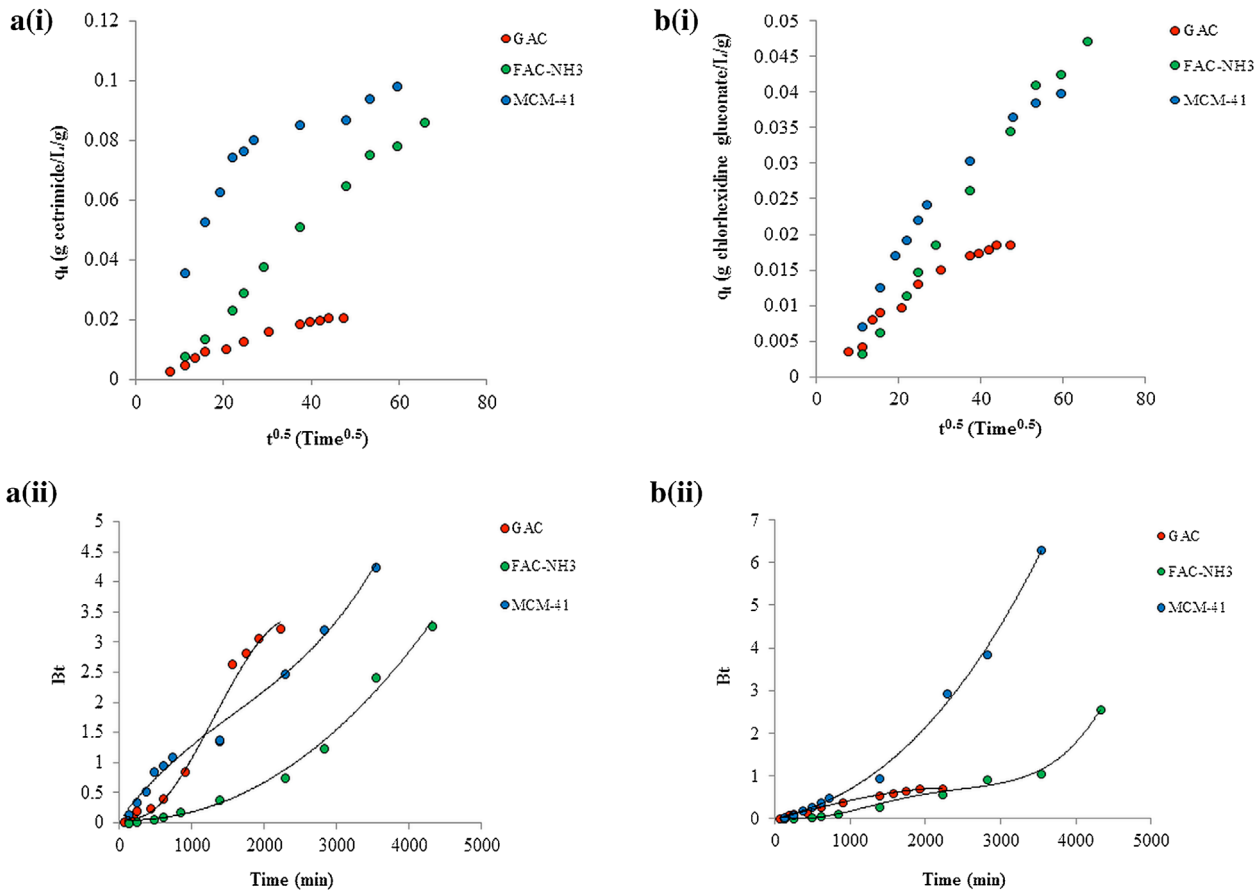 a(i)
0.12
0.1
0.08
0.06
0.04
0.02
0
qt (g cetrimide/L/g)
0 20 40 60 80
t0.5 (Time0.5)
GAC
FAC-NH3
MCM-41
b(i)
0.05
0.045
0.04
0.035
0.03
0.025
0.02
0.015
0.01
0.005
0
qt (g chlorhexidine gluconate/L/g)
0 20 40 60 80
t0.5 (Time0.5)
GAC
FAC-NH3
MCM-41
a(ii)
5
4.5
4
3.5
3
2.5
2
1.5
1
0.5
0
Bt
0 1000 2000 3000 4000 5000
Time (min)
GAC
FAC-NH3
MCM-41
b(ii)
7
6
5
4
3
2
1
0
Bt
0 1000 2000 3000 4000 5000
Time (min)
GAC
FAC-NH3
MCM-41